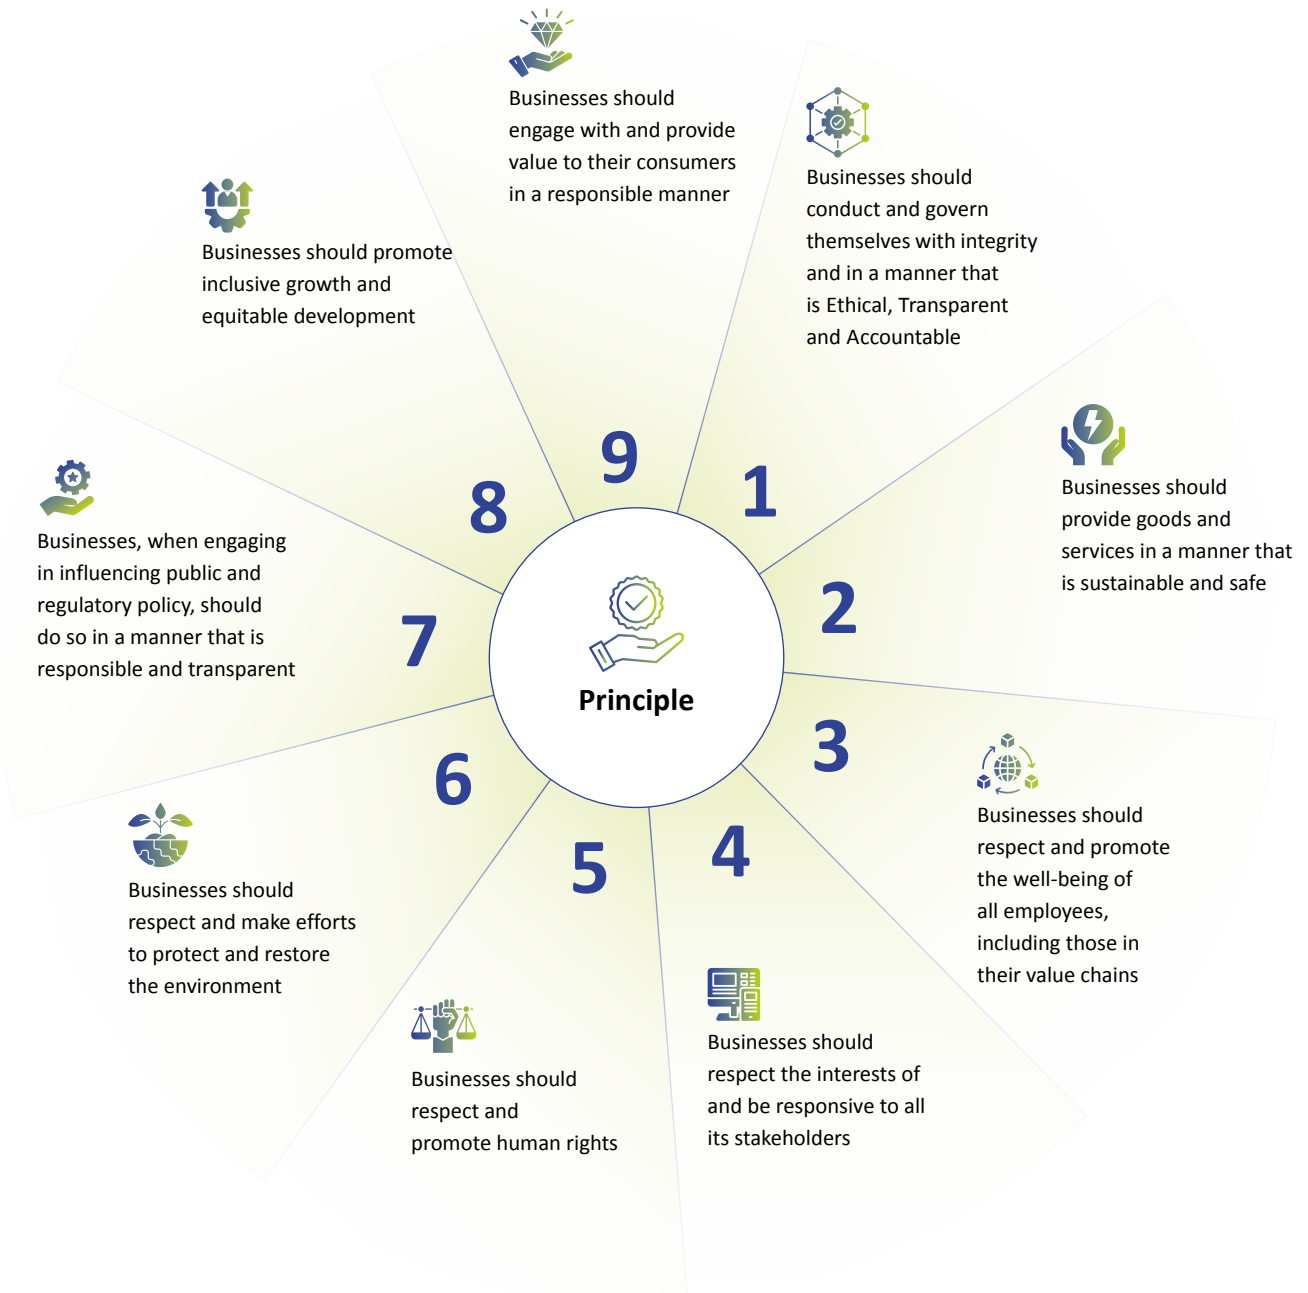 Principle
1
Businesses should
conduct and govern
themselves with integrity
and in a manner that
is Ethical, Transparent
and Accountable
2
Businesses should
provide goods and
services in a manner that
is sustainable and safe
3
Businesses should
respect and promote
the well-being of
all employees,
including those in
their value chains
4
Businesses should
respect the interests of
and be responsive to all
its stakeholders
5
Businesses should
respect and
promote human rights
6
Businesses should
respect and make efforts
to protect and restore
the environment
7
Businesses, when engaging
in influencing public and
regulatory policy, should
do so in a manner that is
responsible and transparent
8
Businesses should promote
inclusive growth and
equitable development
9
Businesses should
engage with and provide
value to their consumers
in a responsible manner